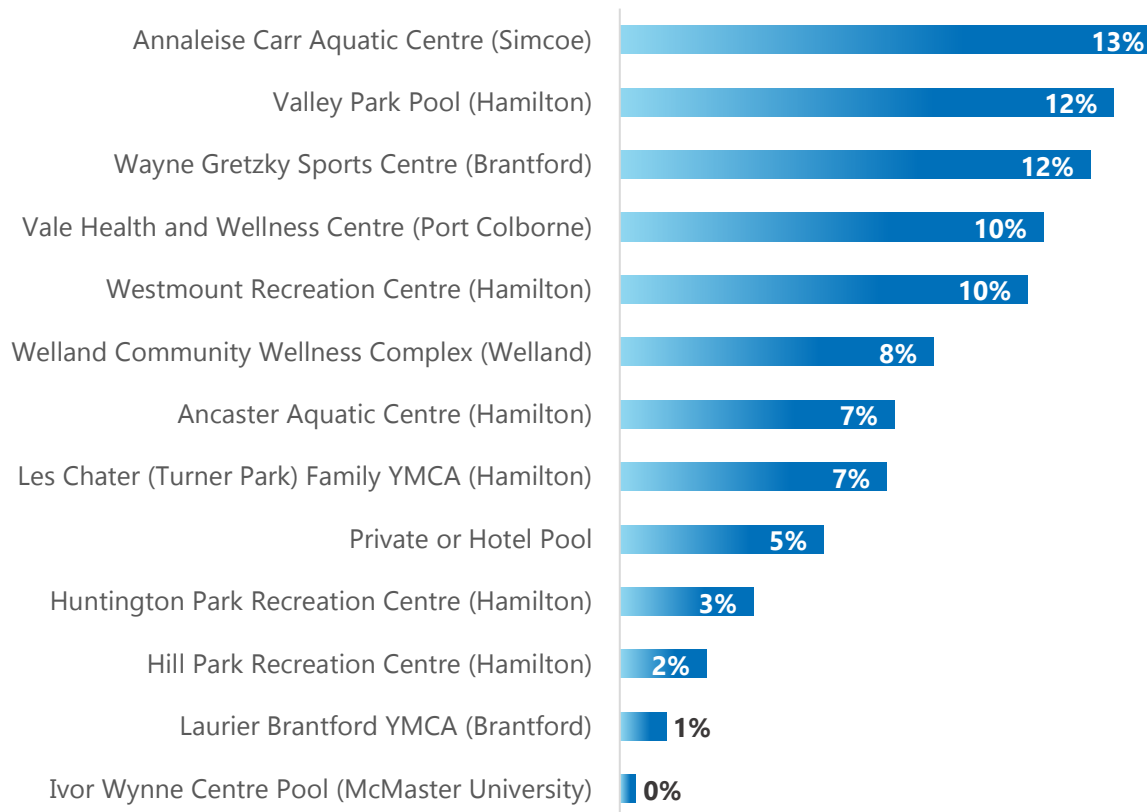 Annaleise Carr Aquatic Centre (Simcoe) 13%
Valley Park Pool (Hamilton) 12%
Wayne Gretzky Sports Centre (Brantford) 12%
Vale Health and Wellness Centre (Port Colborne) 10%
Westmount Recreation Centre (Hamilton) 10%
Welland Community Wellness Complex (Welland) 8%
Ancaster Aquatic Centre (Hamilton) 7%
Les Chater (Turner Park) Family YMCA (Hamilton) 7%
Private or Hotel Pool 5%
Huntington Park Recreation Centre (Hamilton) 3%
Hill Park Recreation Centre (Hamilton) 2%
Laurier Brantford YMCA (Brantford) 1%
Ivor Wynne Centre Pool (McMaster University) 0%